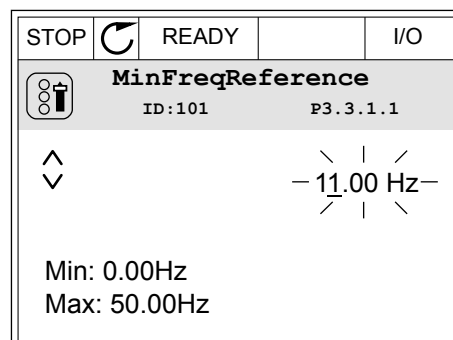 STOP READY I/O
MinFreqReference
ID:101 P3.3.1.1
11.00 Hz
Min: 0.00Hz
Max: 50.00Hz